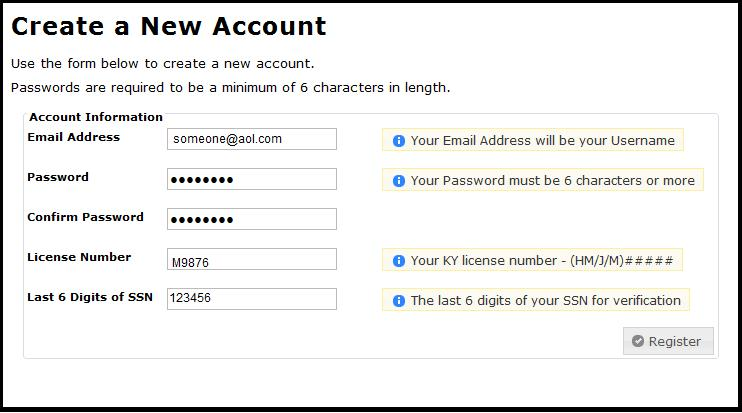 Create a New Account
Use the form below to create a new account.
Passwords are required to be a minimum of 6 characters in length.
Account Information
Email Address someone@aol.com Your Email Address will be your Username
Password ●●●●●●●● Your Password must be 6 characters or more
Confirm Password ●●●●●●●●
License Number M9876 Your KY license number - (HM/J/M)#####
Last 6 Digits of SSN 123456 The last 6 digits of your SSN for verification
Register